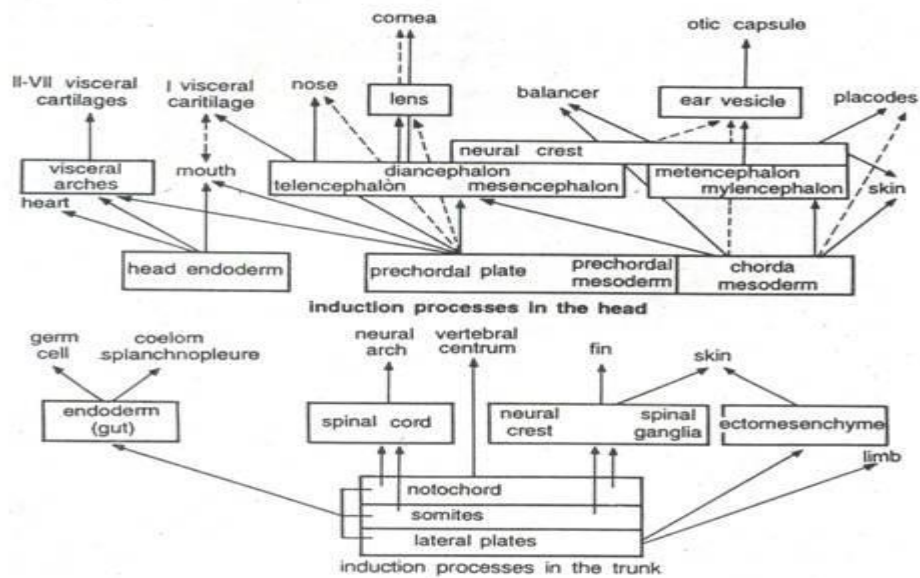 cornea
otic capsule
II-VII visceral
cartilages
I visceral
caritilage
nose
lens
balancer
ear vesicle
placodes
neural crest
visceral
arches
mouth
diancephalon
telencephalon
mesencephalon
metencephalon
mylencephalon
skin
heart
head endoderm
prechordal plate
prechordal
mesoderm
chorda
mesoderm
induction processes in the head
germ
cell
coelom
splanchnopleure
neural
arch
vertebral
centrum
fin
skin
endoderm
(gut)
spinal cord
neural
crest
spinal
ganglia
ectomesenchyme
limb
notochord
somites
lateral plates
induction processes in the trunk